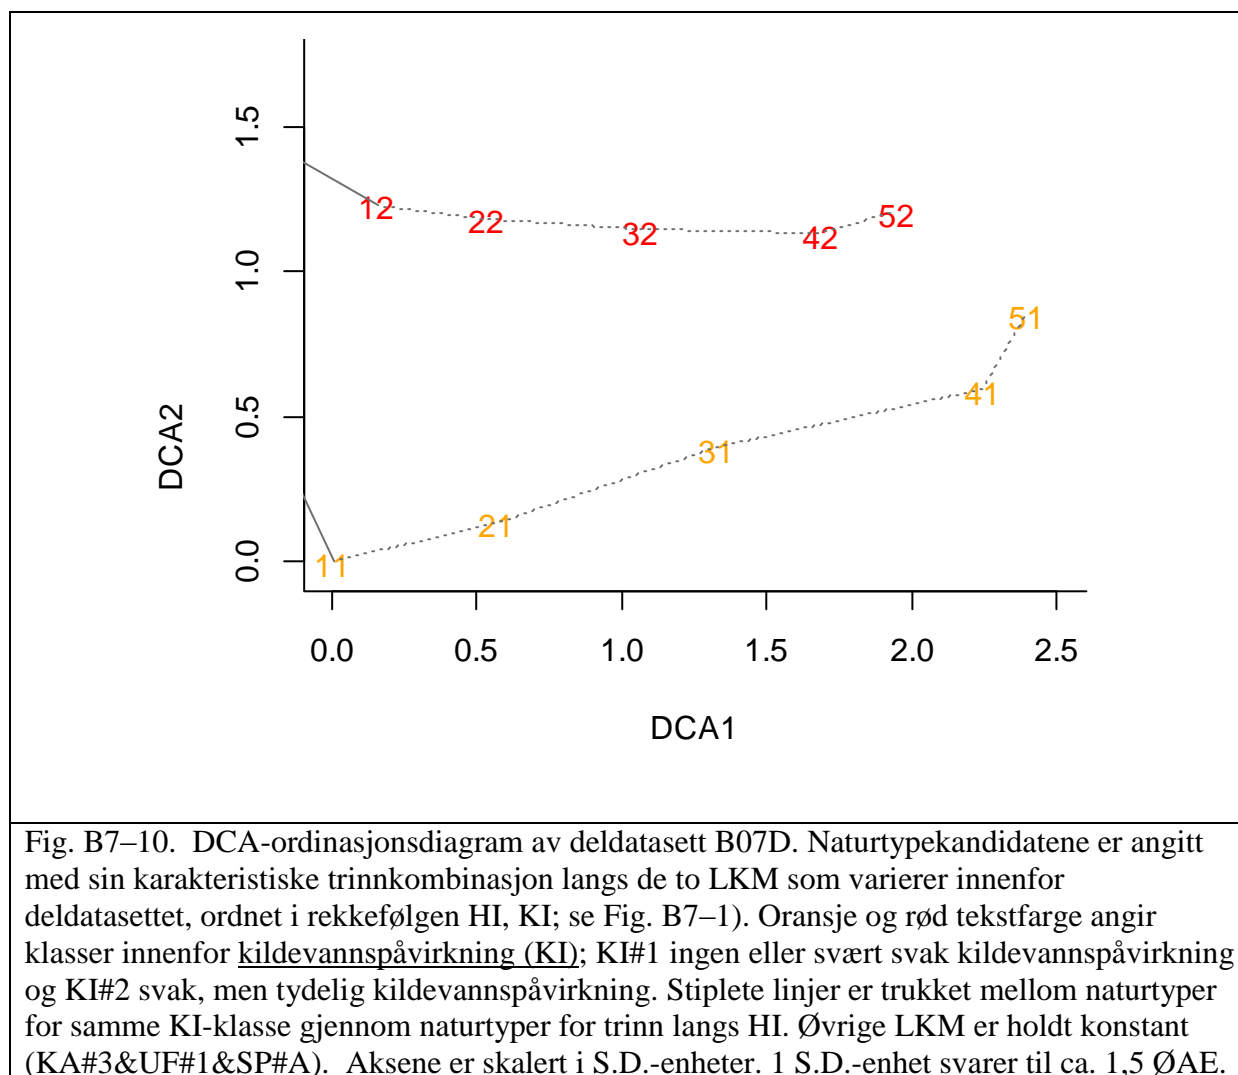 1.5
1.0
0.5
0.0
DCA2
12
22
32
42
52
51
41
31
21
11
0.0 0.5 1.0 1.5 2.0 2.5
DCA1
Fig. B7–10. DCA-ordinasjonsdiagram av deldatasett B07D. Naturtypekandidatene er angitt
med sin karakteristiske trinnkombinasjon langs de to LKM som varierer innenfor
deldatasettet, ordnet i rekkefølgen HI, KI; se Fig. B7–1). Oransje og rød tekstfarge angir
klasser innenfor kildevannspåvirkning (KI); KI#1 ingen eller svært svak kildevannspåvirkning
og KI#2 svak, men tydelig kildevannspåvirkning. Stiplete linjer er trukket mellom naturtyper
for samme KI-klasse gjennom naturtyper for trinn langs HI. Øvrige LKM er holdt konstant
(KA#3&UF#1&SP#A). Aksene er skalert i S.D.-enheter. 1 S.D.-enhet svarer til ca. 1,5 ØAE.